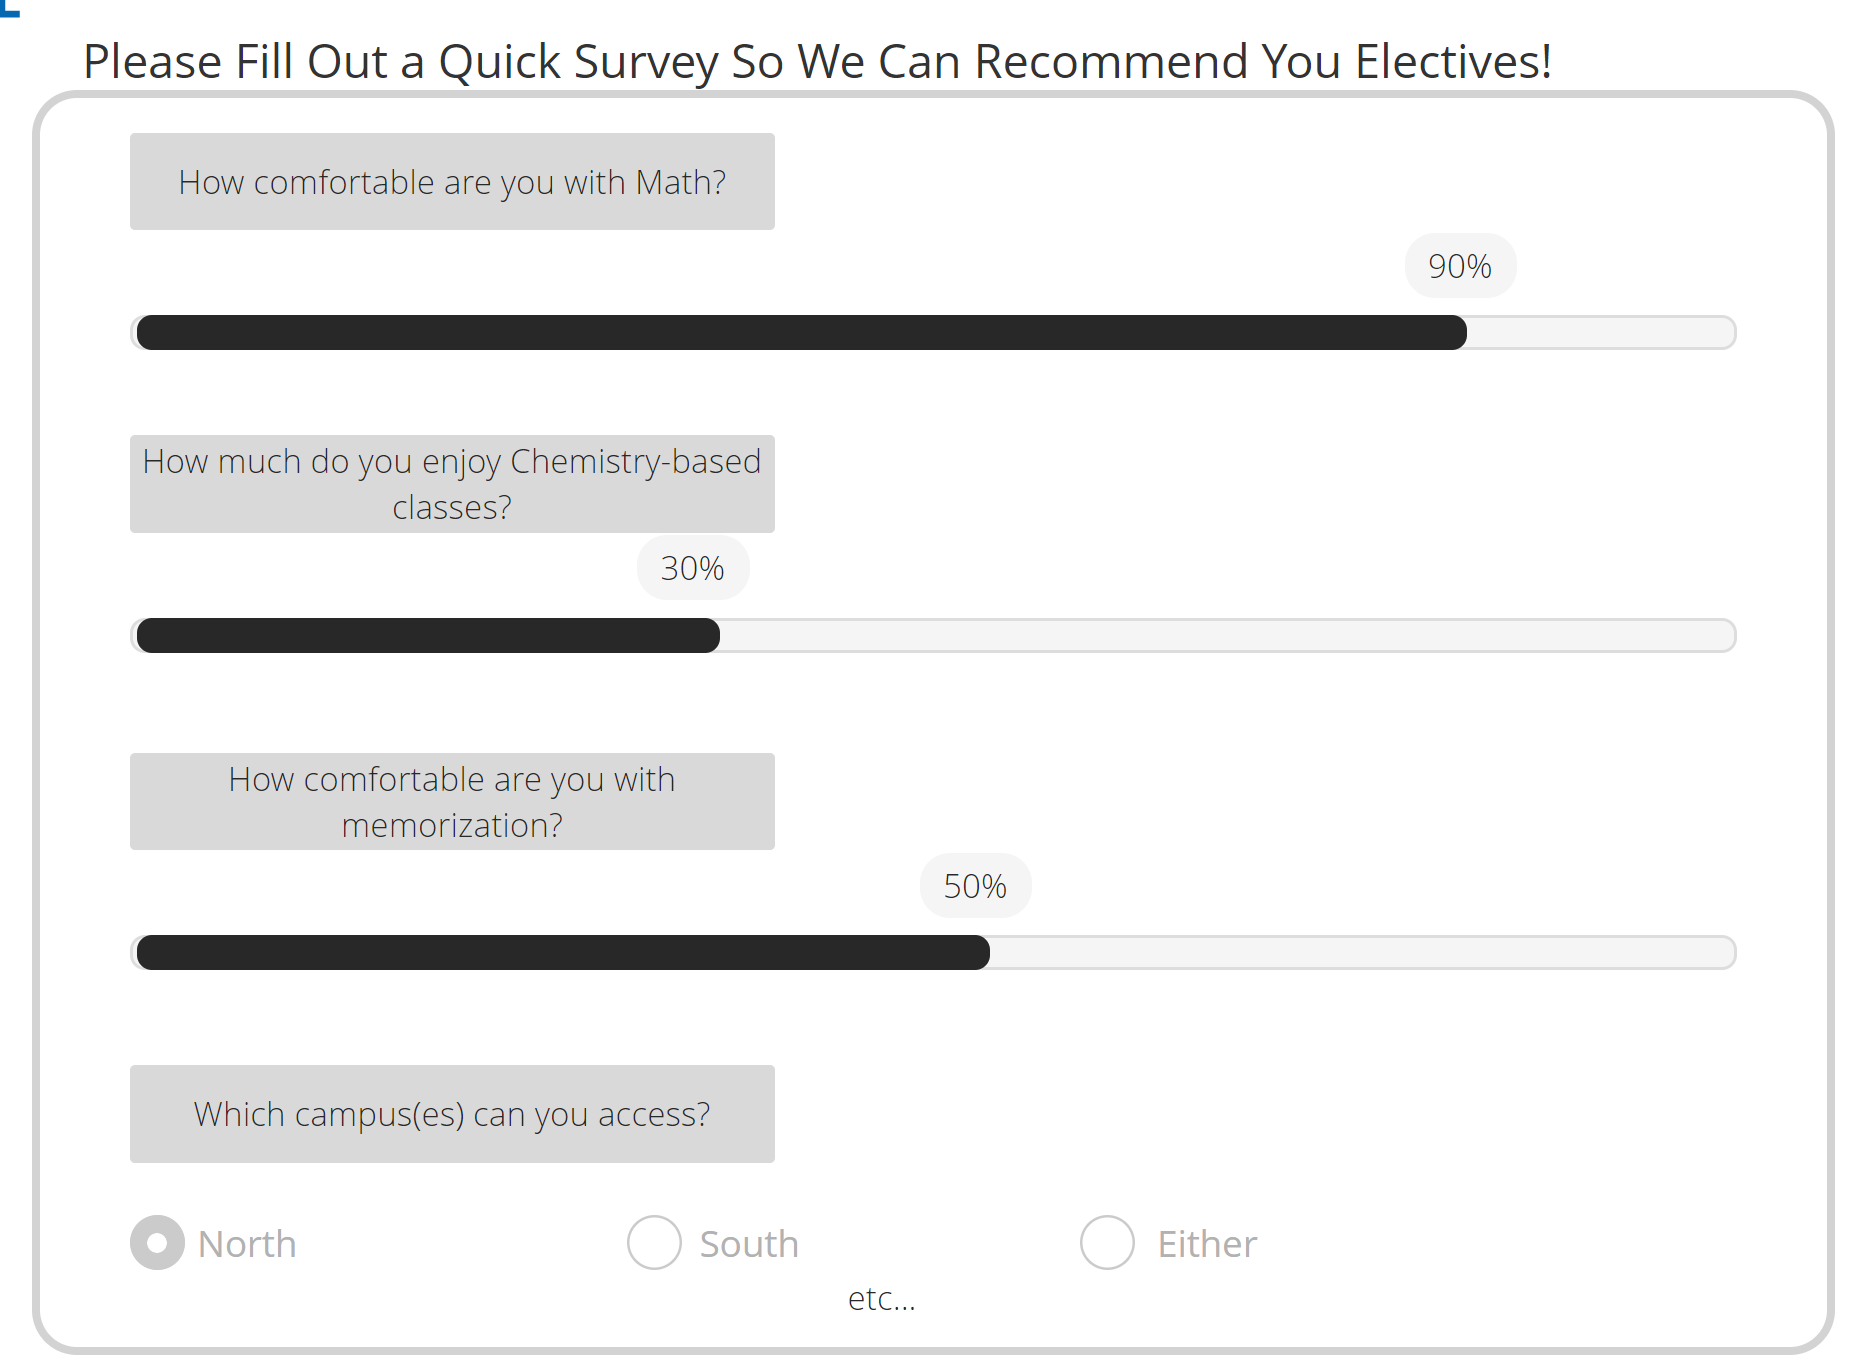 Please Fill Out a Quick Survey So We Can Recommend You Electives!
How comfortable are you with Math?
90%
How much do you enjoy Chemistry-based
classes?
30%
How comfortable are you with
memorization?
50%
Which campus(es) can you access?
North South Either
etc...